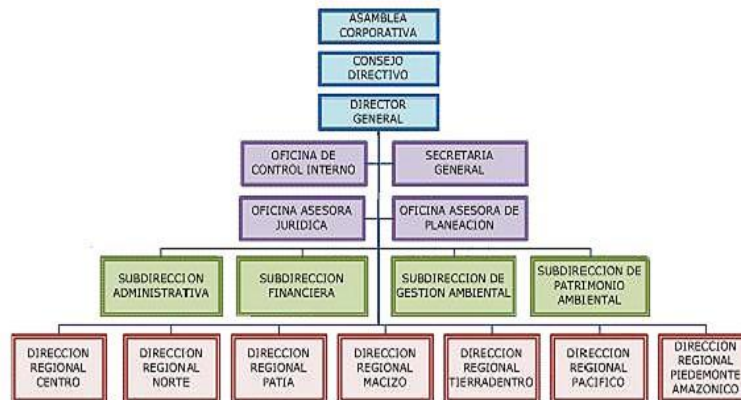 ASAMBLEA
CORPORATIVA
CONSEJO
DIRECTIVO
DIRECTOR
GENERAL
OFICINA DE
CONTROL INTERNO
SECRETARIA
GENERAL
OFICINA ASESORA
JURIDICA
OFICINA ASESORA DE
PLANEACION
SUBDIRECCION
ADMINISTRATIVA
SUBDIRECCION
FINANCIERA
SUBDIRECCION DE
GESTION AMBIENTAL
SUBDIRECCION DE
PATRIMONIO
AMBIENTAL
DIRECCION
REGIONAL
CENTRO
DIRECCION
REGIONAL
NORTE
DIRECCION
REGIONAL
PATIA
DIRECCION
REGIONAL
MACIZO
DIRECCION
REGIONAL
TIERRADENTRO
DIRECCION
REGIONAL
PACIFICO
DIRECCION
REGIONAL
PIEDEMONTE
AMAZONICO